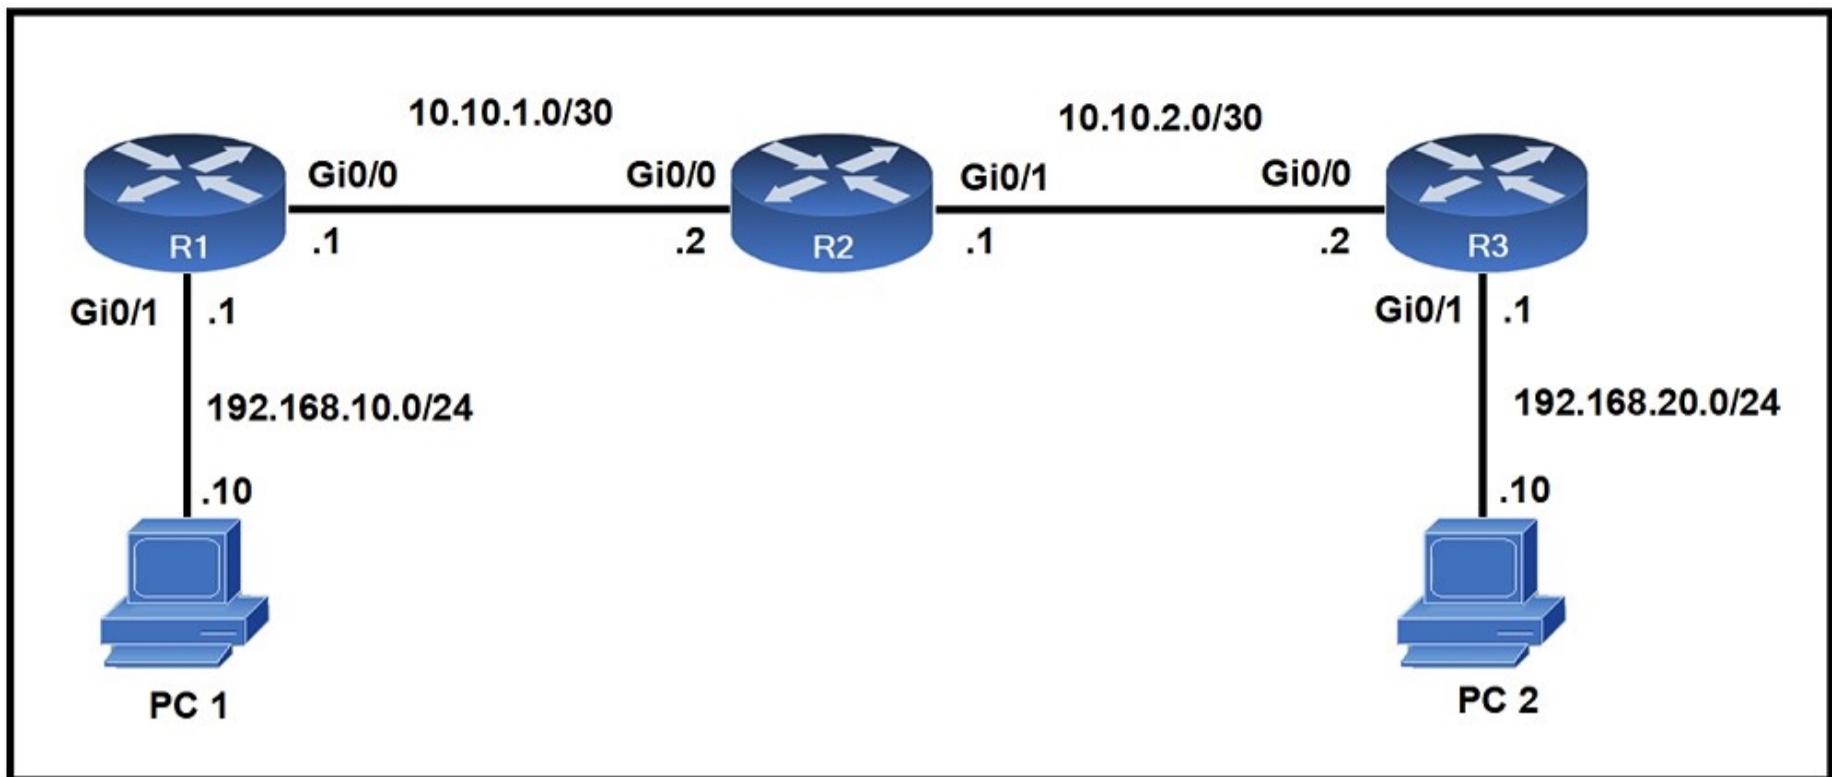 10.10.1.0/30
10.10.2.0/30
Gi0/0
Gi0/0
Gi0/1
Gi0/0
R1
.1
.2
R2
.1
.2
R3
Gi0/1
.1
Gi0/1
.1
192.168.10.0/24
192.168.20.0/24
.10
.10
PC 1
PC 2